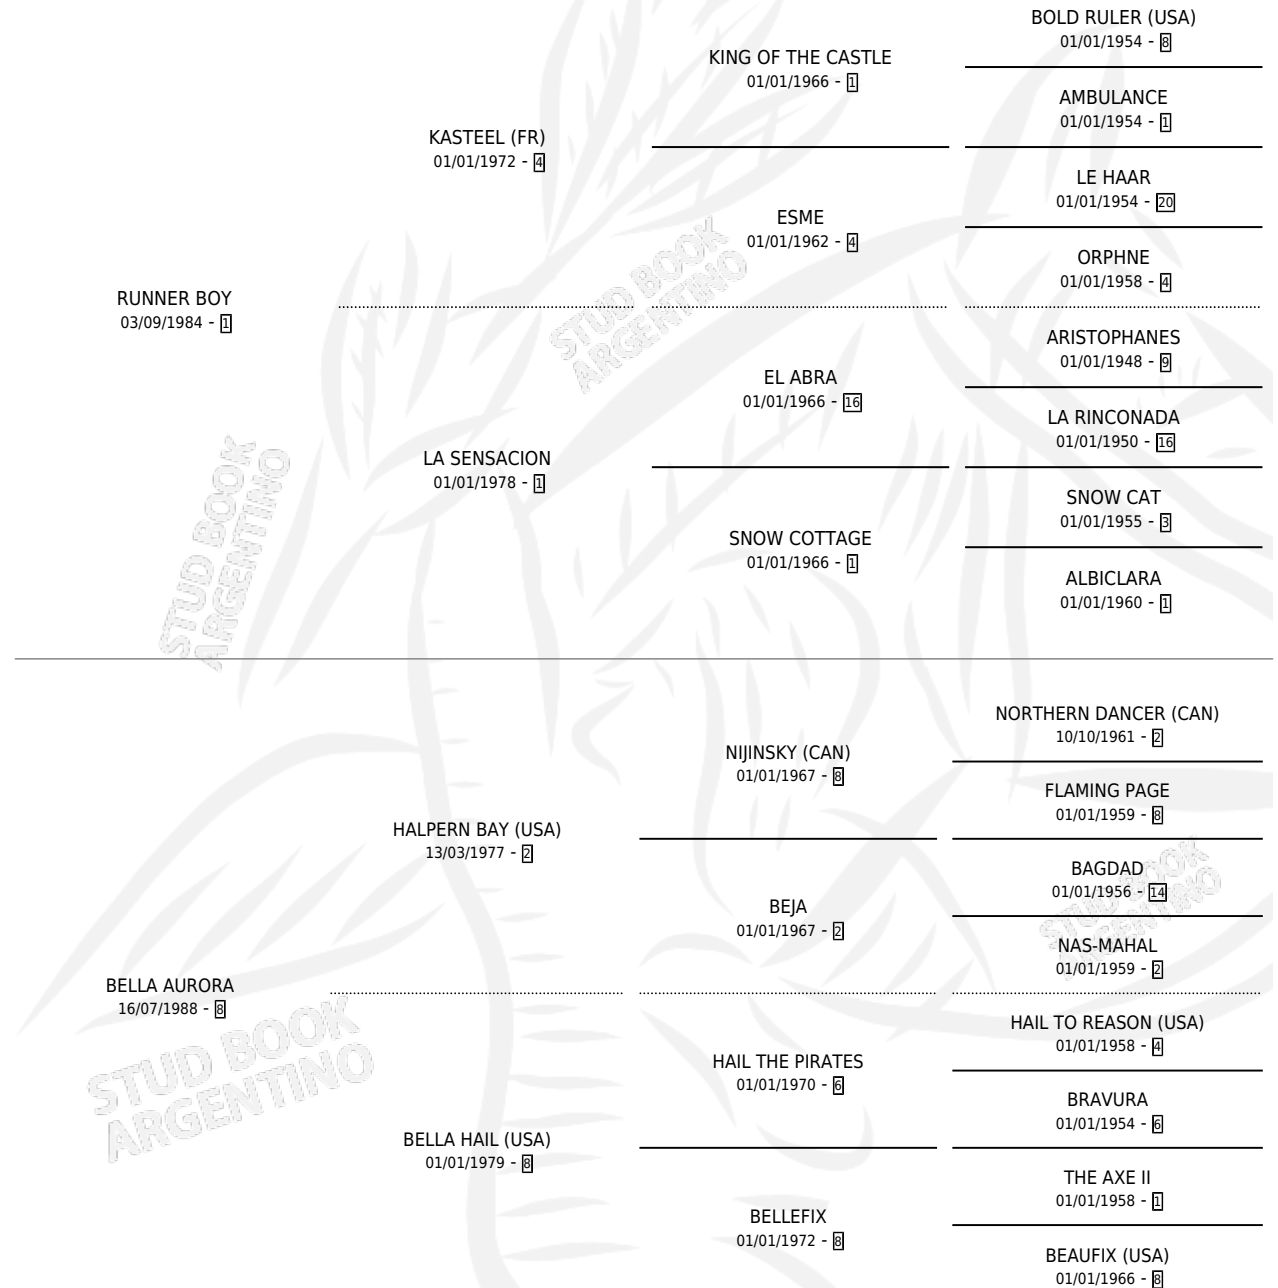 BOLD RULER (USA)
01/01/1954 - 8
KING OF THE CASTLE
01/01/1966 - 1
AMBULANCE
01/01/1954 - 1
KASTEEL (FR)
01/01/1972 - 4
LE HAAR
01/01/1954 - 20
ESME
01/01/1962 - 4
ORPHNE
01/01/1958 - 4
RUNNER BOY
03/09/1984 - 1
ARISTOPHANES
01/01/1948 - 9
EL ABRA
01/01/1966 - 16
LA RINCONADA
01/01/1950 - 16
LA SENSACION
01/01/1978 - 1
SNOW CAT
01/01/1955 - 3
SNOW COTTAGE
01/01/1966 - 1
ALBICLARA
01/01/1960 - 1
NORTHERN DANCER (CAN)
10/10/1961 - 2
NIJINSKY (CAN)
01/01/1967 - 8
FLAMING PAGE
01/01/1959 - 8
HALPERN BAY (USA)
13/03/1977 - 2
BAGDAD
01/01/1956 - 14
BEJA
01/01/1967 - 2
NAS-MAHAL
01/01/1959 - 2
BELLA AURORA
16/07/1988 - 8
HAIL TO REASON (USA)
01/01/1958 - 4
HAIL THE PIRATES
01/01/1970 - 6
BRAVURA
01/01/1954 - 6
BELLA HAIL (USA)
01/01/1979 - 8
THE AXE II
01/01/1958 - 1
BELLEFIX
01/01/1972 - 8
BEAUFIX (USA)
01/01/1966 - 8
STUD BOOK
ARGENTINO
STUD BOOK
ARGENTINO
STUD BOOK
ARGENTINO
STUD BOOK
ARGENTINO